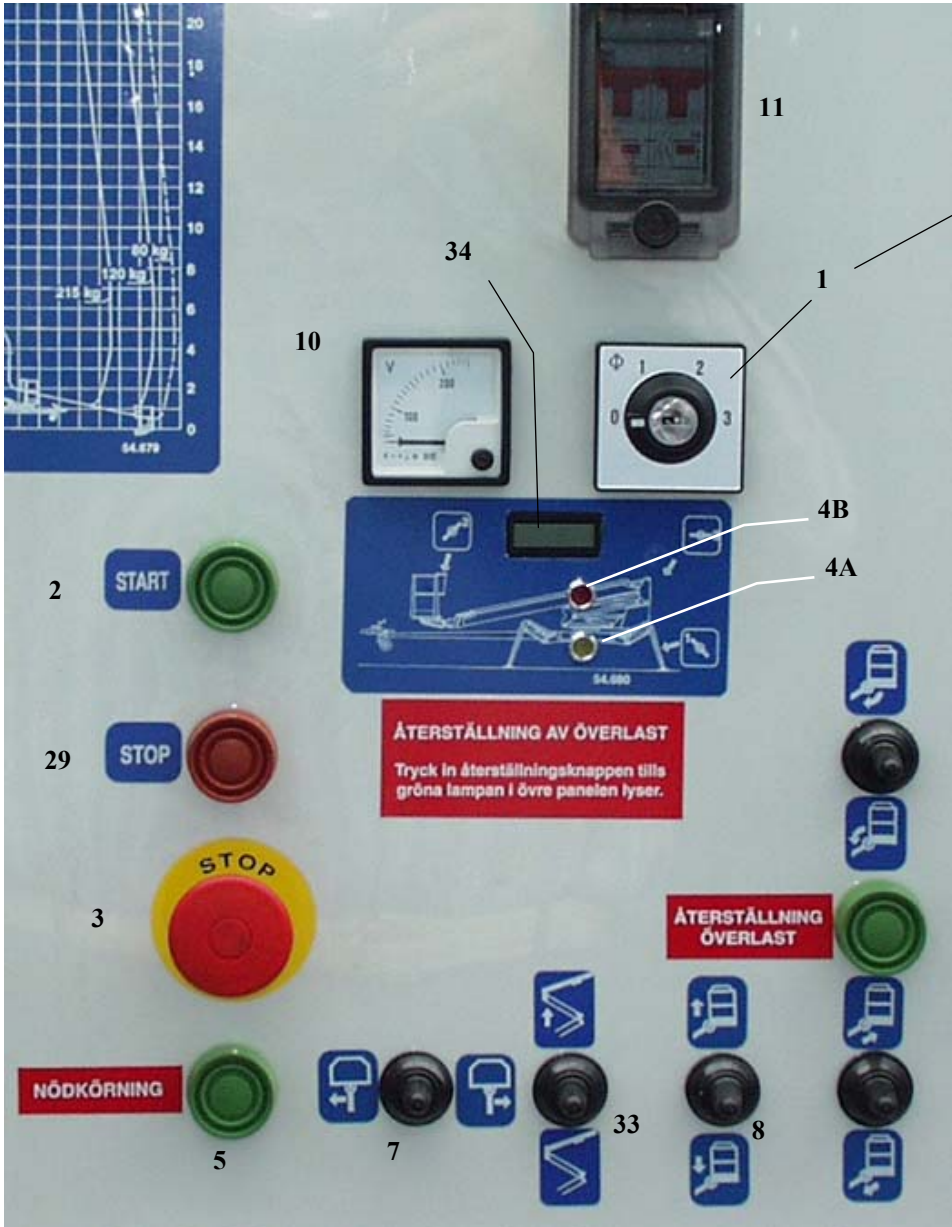 20
18
16
14
12
10
8
6
4
2
0
80 kg
120 kg
215 kg
54.679
11
34
1
10
V
100
200
0
1
2
3
4B
4A
2
1
54.680
2
START
29
STOP
ÅTERSTÄLLNING AV ÖVERLAST
Tryck in återställningsknappen tills
gröna lampan i övre panelen lyser.
STOP
3
ÅTERSTÄLLNING
ÖVERLAST
NÖDKÖRNING
5
7
33
8